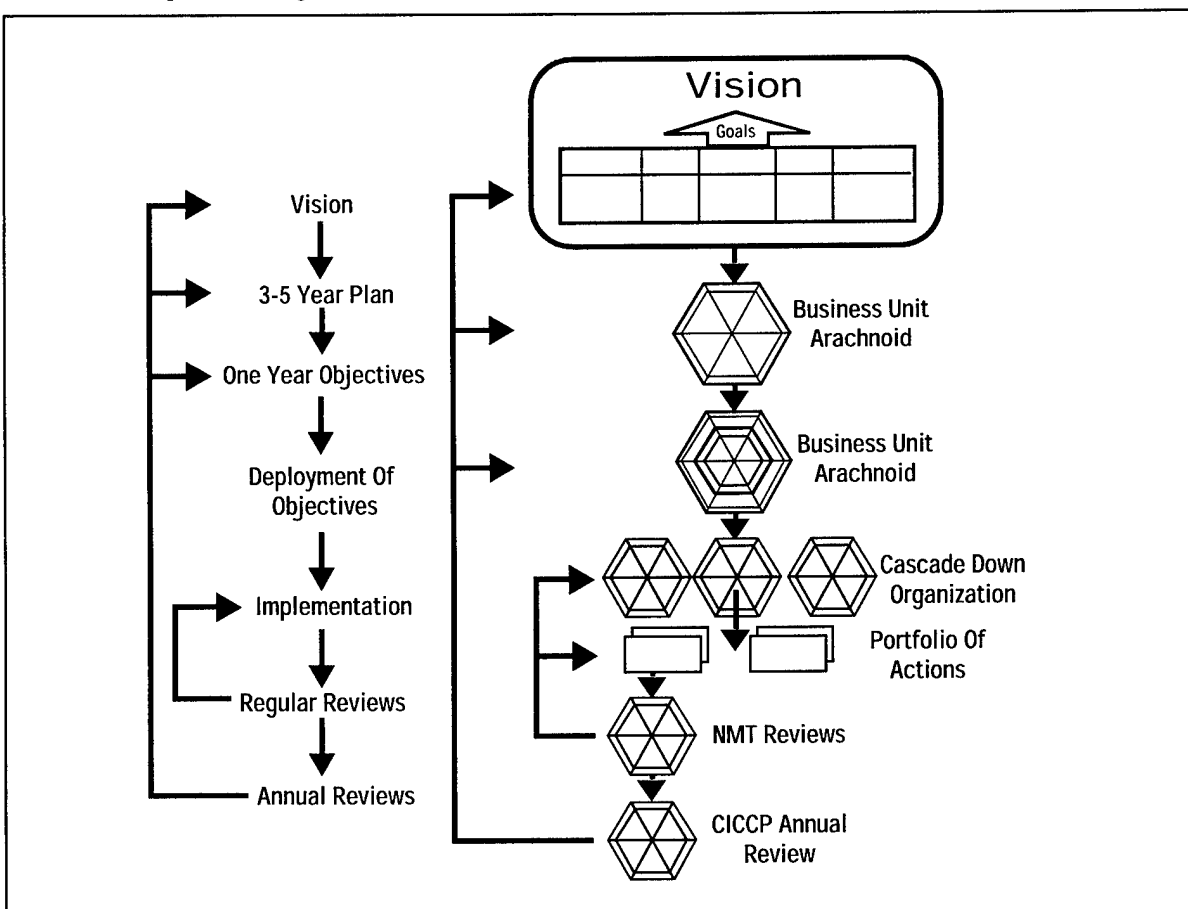 Vision
3-5 Year Plan
One Year Objectives
Deployment Of
Objectives
Implementation
Regular Reviews
Annual Reviews
Vision
Goals
Business Unit
Arachnoid
Business Unit
Arachnoid
Cascade Down
Organization
Portfolio Of
Actions
NMT Reviews
CICCP Annual
Review